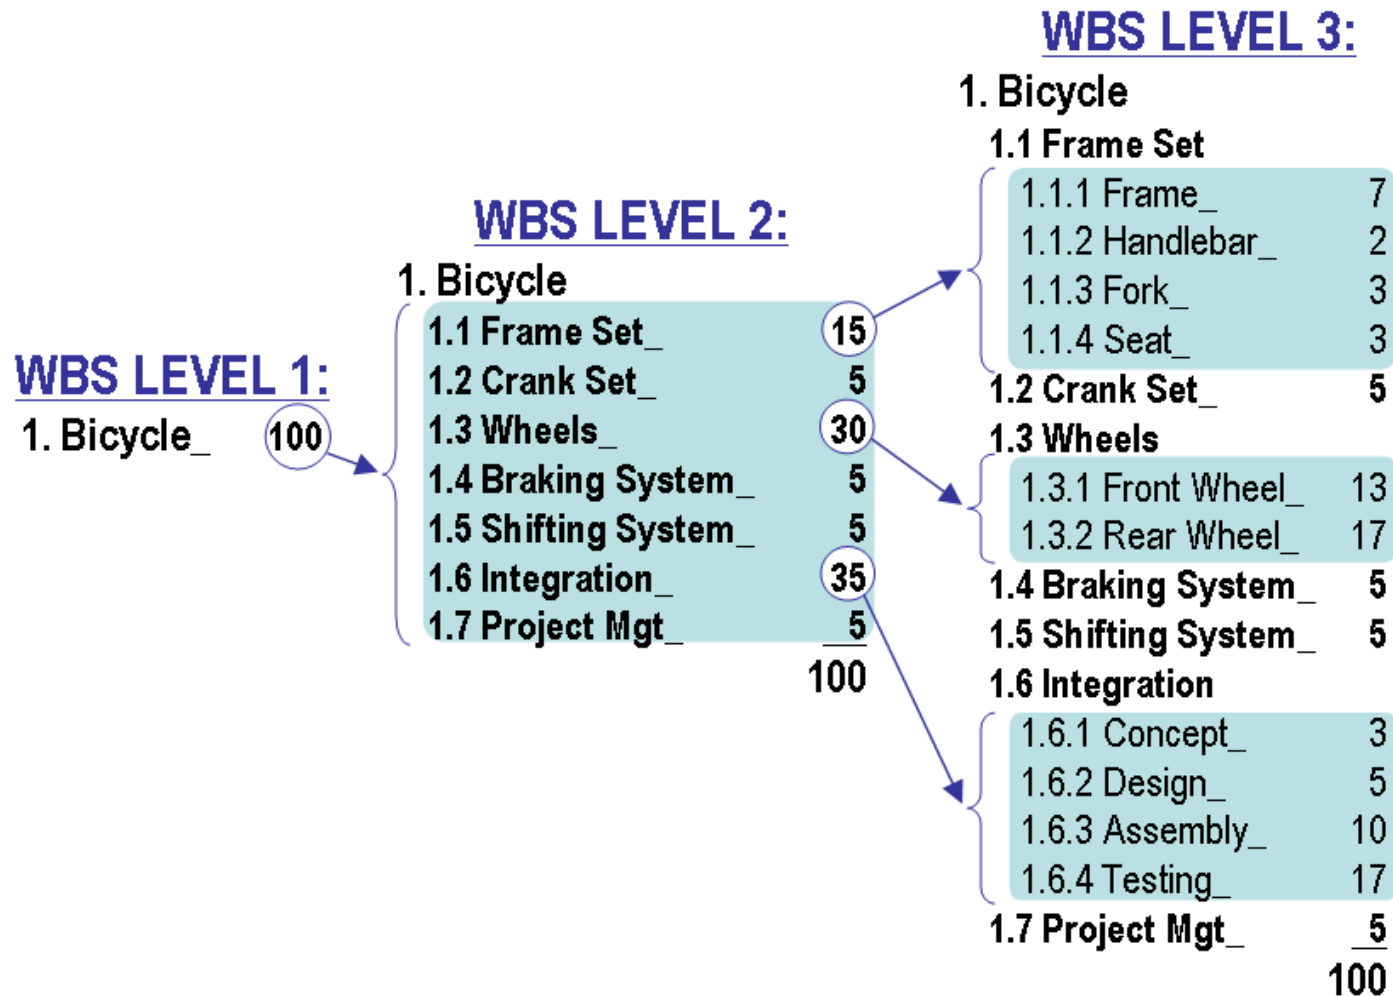 WBS LEVEL 1:
1. Bicycle_ 100
WBS LEVEL 2:
1. Bicycle
1.1 Frame Set_ 15
1.2 Crank Set_ 5
1.3 Wheels_ 30
1.4 Braking System_ 5
1.5 Shifting System_ 5
1.6 Integration_ 35
1.7 Project Mgt_ 5
100
WBS LEVEL 3:
1. Bicycle
1.1 Frame Set
1.1.1 Frame_ 7
1.1.2 Handlebar_ 2
1.1.3 Fork_ 3
1.1.4 Seat_ 3
1.2 Crank Set_ 5
1.3 Wheels
1.3.1 Front Wheel_ 13
1.3.2 Rear Wheel_ 17
1.4 Braking System_ 5
1.5 Shifting System_ 5
1.6 Integration
1.6.1 Concept_ 3
1.6.2 Design_ 5
1.6.3 Assembly_ 10
1.6.4 Testing_ 17
1.7 Project Mgt_ 5
100